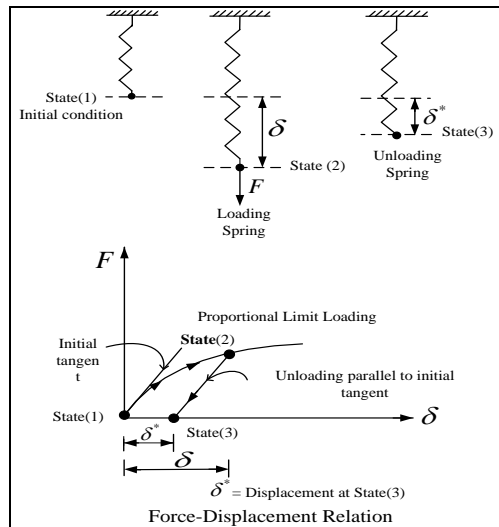 State(1)
Initial condition
δ
State (2)
F
Loading
Spring
δ*
State(3)
Unloading
Spring
F
Proportional Limit Loading
State(2)
Initial
tangen
t
Unloading parallel to initial
tangent
State(1)
State(3)
δ
δ*
δ
δ* = Displacement at State(3)
Force-Displacement Relation